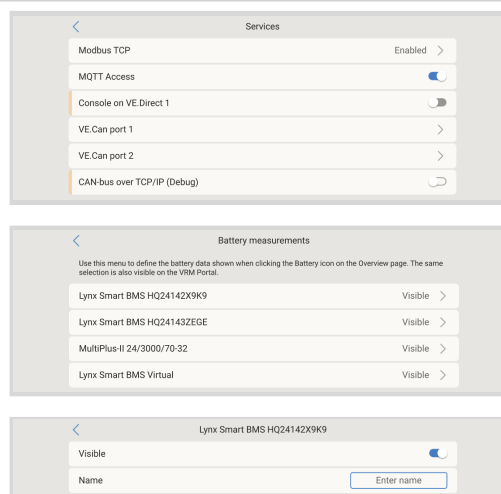 Services
Modbus TCP Enabled
MQTT Access
Console on VE.Direct 1
VE.Can port 1
VE.Can port 2
CAN-bus over TCP/IP (Debug)
Battery measurements
Use this menu to define the battery data shown when clicking the Battery icon on the Overview page. The same
selection is also visible on the VRM Portal.
Lynx Smart BMS HQ24142X9K9 Visible
Lynx Smart BMS HQ24143ZEGE Visible
MultiPlus-II 24/3000/70-32 Visible
Lynx Smart BMS Virtual Visible
Lynx Smart BMS HQ24142X9K9
Visible
Name Enter name